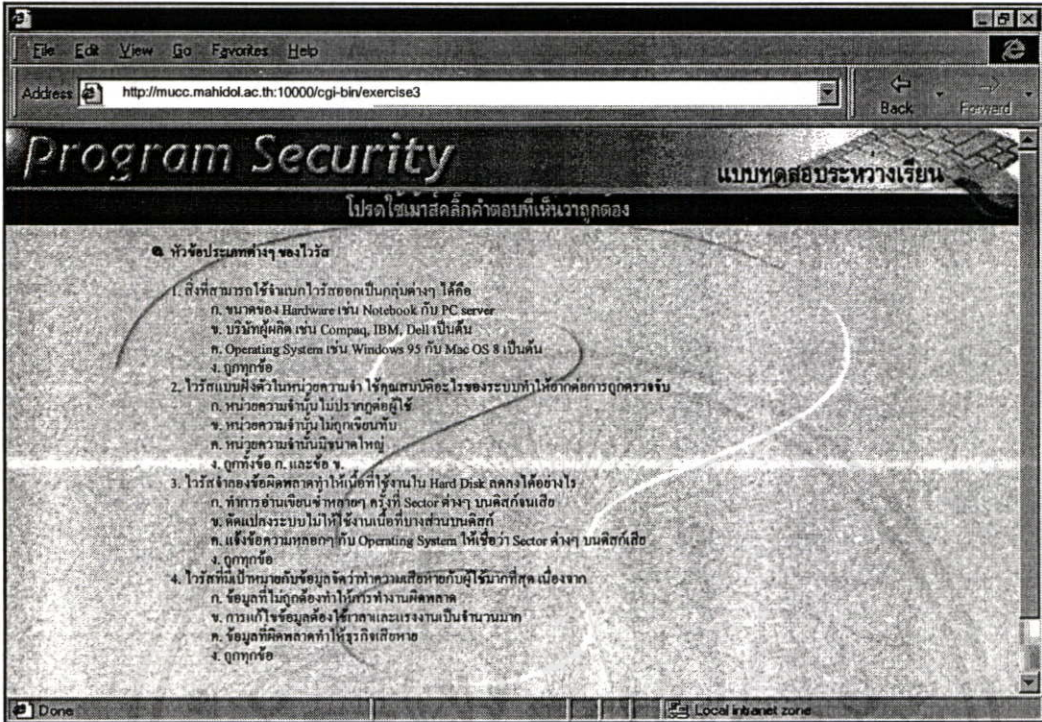 File Edit View Go Favorites Help
Address http://mucc.mahidol.ac.th:10000/cgi-bin/exercise3 Back Forward
Program Security
แบบทดสอบระหว่างเรียน
โปรดใช้เมาส์คลิ๊กคำตอบที่เห็นว่าถูกต้อง
หัวข้อประเภทต่างๆ ของไวรัส
1. สิ่งที่สามารถใช้จำแนกไวรัสออกเป็นกลุ่มต่างๆ ได้คือ
ก. ขนาดของ Hardware เช่น Notebook กับ PC server
ข. บริษัทผู้ผลิต เช่น Compaq, IBM, Dell เป็นต้น
ค. Operating System เช่น Windows 95 กับ Mac OS 8 เป็นต้น
ง. ถูกทุกข้อ
2. ไวรัสแบบฝังตัวในหน่วยความจำ ใช้คุณสมบัติอะไรของระบบทำให้ยากต่อการถูกตรวจจับ
ก. หน่วยความจำนั้นไม่ปรากฎต่อผู้ใช้
ข. หน่วยความจำนั้นไม่ถูกเขียนทับ
ค. หน่วยความจำนั้นมีขนาดใหญ่
ง. ถูกทั้งข้อ ก. และข้อ ข.
3. ไวรัสจำลองข้อผิดพลาดทำให้เนื้อที่ใช้งานใน Hard Disk ลดลงได้อย่างไร
ก. ทำการอ่านเขียนซ้ำหลายๆ ครั้งที่ Sector ต่างๆ บนดิสก์จนเสีย
ข. ดัดแปลงระบบไม่ให้ใช้งานเนื้อที่บางส่วนบนดิสก์
ค. แจ้งข้อความหลอกๆ กับ Operating System ให้เชื่อว่า Sector ต่างๆ บนดิสก์เสีย
ง. ถูกทุกข้อ
4. ไวรัสที่มีเป้าหมายกับข้อมูลจัดว่าทำความเสียหายกับผู้ใช้มากที่สุด เนื่องจาก
ก. ข้อมูลที่ไม่ถูกต้องทำให้การทำงานผิดพลาด
ข. การแก้ไขข้อมูลต้องใช้เวลาและแรงงานเป็นจำนวนมาก
ค. ข้อมูลที่ผิดพลาดทำให้ธุรกิจเสียหาย
ง. ถูกทุกข้อ
Done Local intranet zone